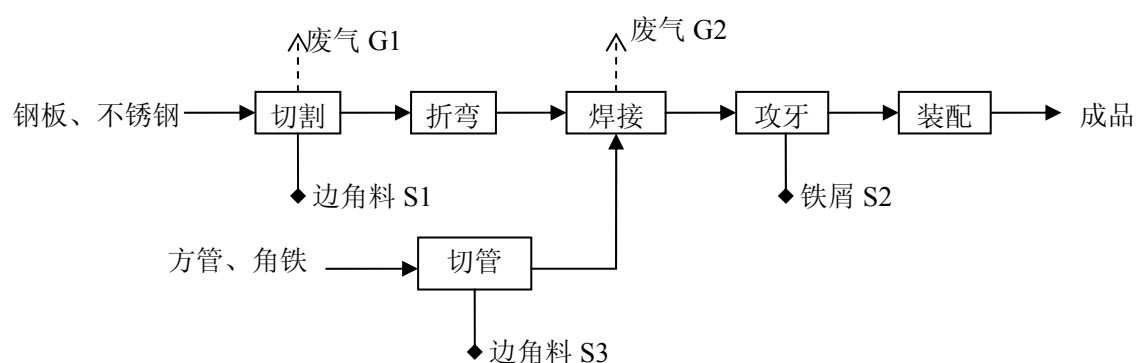 废气 G1
废气 G2
钢板、不锈钢
切割
折弯
焊接
攻牙
装配
成品
边角料 S1
铁屑 S2
方管、角铁
切管
边角料 S3